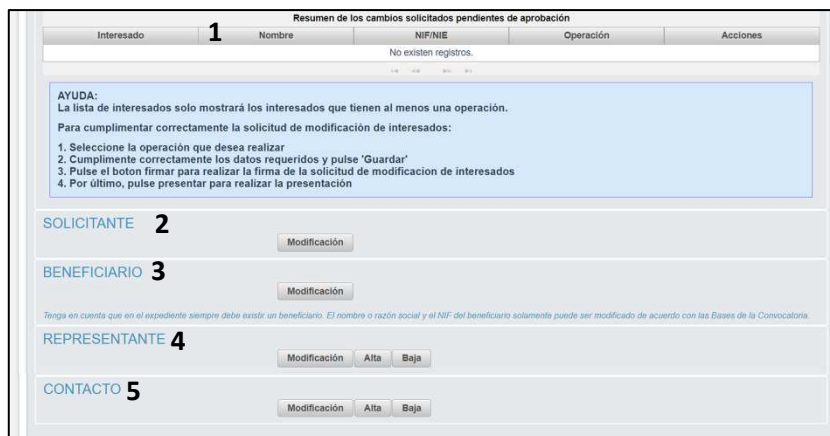 Resumen de los cambios solicitados pendientes de aprobación
Interesado 1 Nombre NIF/NIE Operación Acciones
No existen registros.
AYUDA:
La lista de interesados solo mostrará los interesados que tienen al menos una operación.
Para cumplimentar correctamente la solicitud de modificación de interesados:
1. Seleccione la operación que desea realizar
2. Cumplimente correctamente los datos requeridos y pulse 'Guardar'
3. Pulse el boton firmar para realizar la firma de la solicitud de modificacion de interesados
4. Por último, pulse presentar para realizar la presentación
SOLICITANTE 2
Modificación
BENEFICIARIO 3
Modificación
Tenga en cuenta que en el expediente siempre debe existir un beneficiario. El nombre o razón social y el NIF del beneficiario solamente puede ser modificado de acuerdo con las Bases de la Convocatoria.
REPRESENTANTE 4
Modificación Alta Baja
CONTACTO 5
Modificación Alta Baja